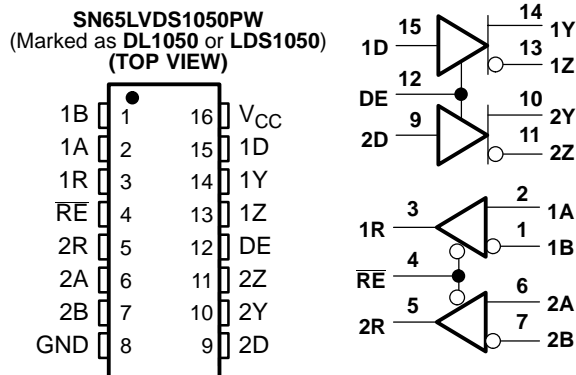 SN65LVDS1050PW
(Marked as DL1050 or LDS1050)
(TOP VIEW)
1B 1 16 VCC
1A 2 15 1D
1R 3 14 1Y
RE 4 13 1Z
2R 5 12 DE
2A 6 11 2Z
2B 7 10 2Y
GND 8 9 2D
14 1Y
15 1D
13 1Z
12 DE
10 2Y
9 2D
11 2Z
2 1A
3 1R
1 1B
4 RE
6 2A
5 2R
7 2B